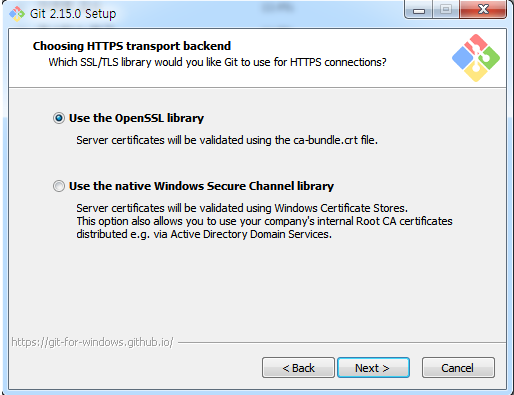 Git 2.15.0 Setup
Choosing HTTPS transport backend
Which SSL/TLS library would you like Git to use for HTTPS connections?
Use the OpenSSL library
Server certificates will be validated using the ca-bundle.crt file.
Use the native Windows Secure Channel library
Server certificates will be validated using Windows Certificate Stores.
This option also allows you to use your company's internal Root CA certificates
distributed e.g. via Active Directory Domain Services.
https://git-for-windows.github.io/
< Back
Next >
Cancel